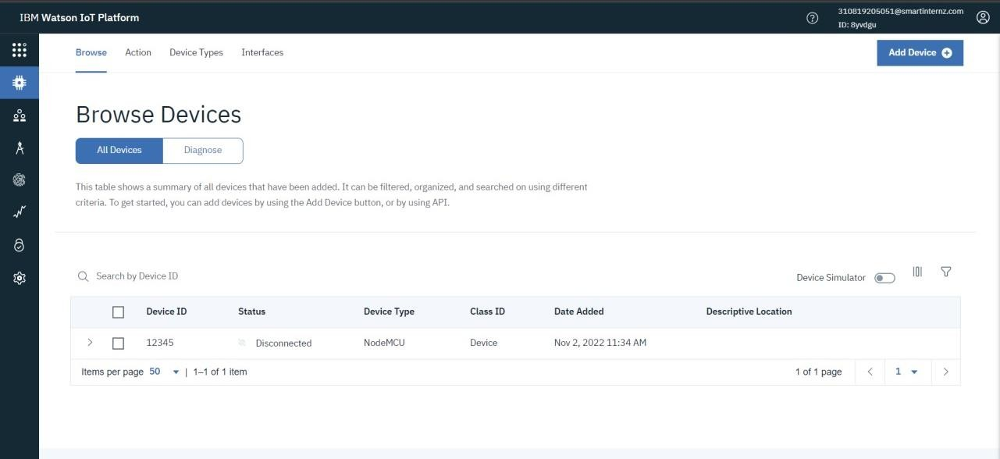 IBM Watson IoT Platform
310819205051@smartinternz.com
ID: 8yvdgu
Browse Action Device Types Interfaces
Add Device
Browse Devices
All Devices Diagnose
This table shows a summary of all devices that have been added. It can be filtered, organized, and searched on using different
criteria. To get started, you can add devices by using the Add Device button, or by using API.
Search by Device ID
Device Simulator
Device ID Status Device Type Class ID Date Added Descriptive Location
12345 Disconnected NodeMCU Device Nov 2, 2022 11:34 AM
Items per page 50 | 1–1 of 1 item 1 of 1 page 1